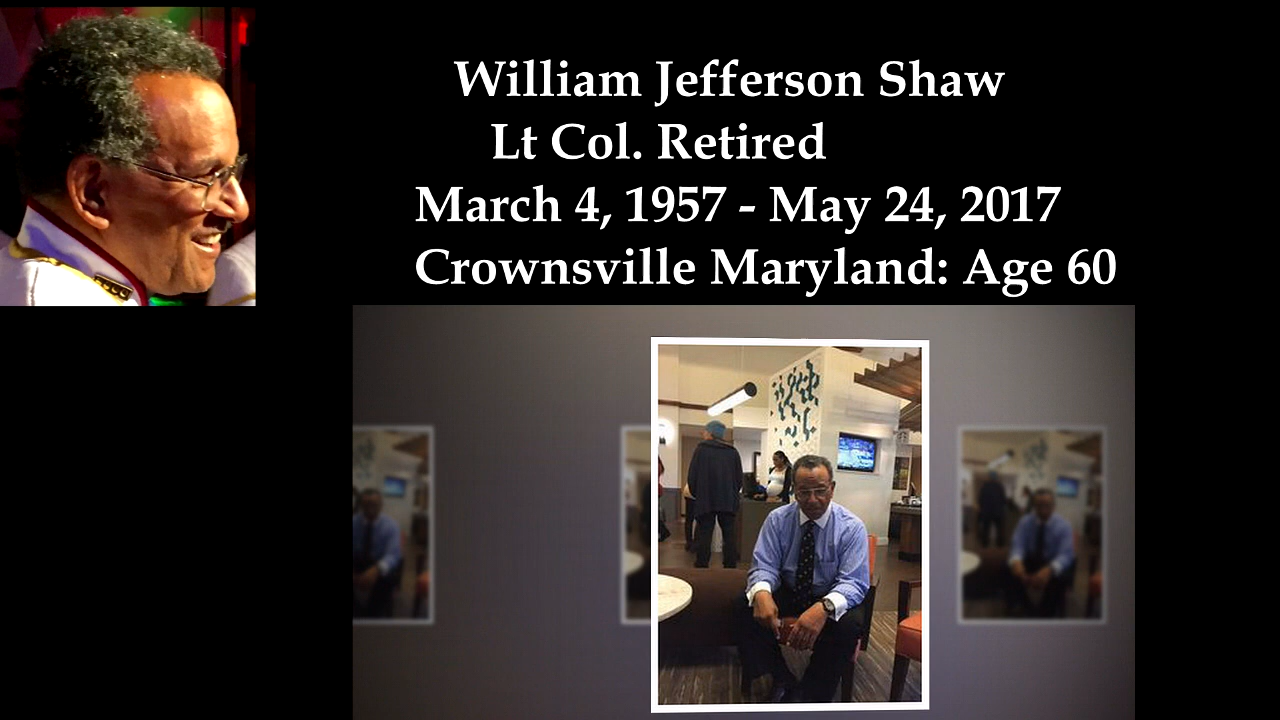 William Jefferson Shaw
Lt Col. Retired
March 4, 1957 - May 24, 2017
Crownsville Maryland: Age 60